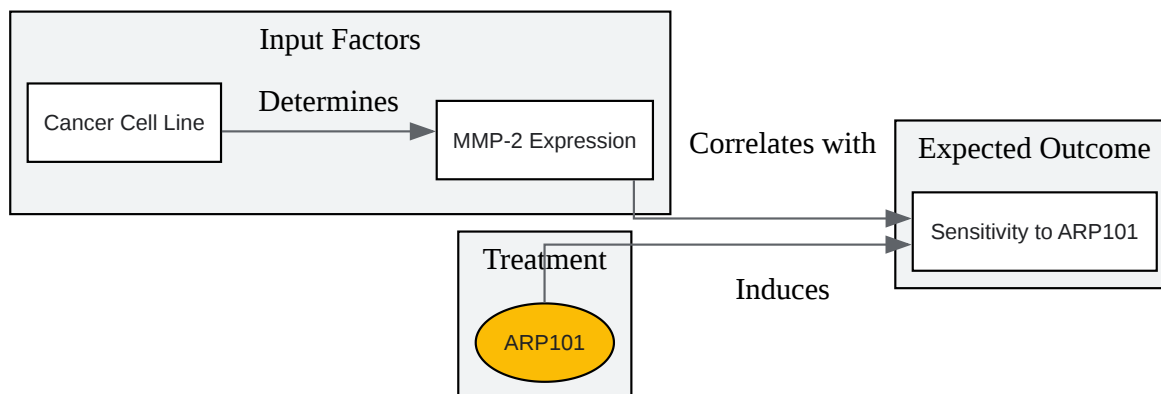 Input Factors
Cancer Cell Line
Determines
MMP-2 Expression
Correlates with
Expected Outcome
Sensitivity to ARP101
Treatment
Induces
ARP101